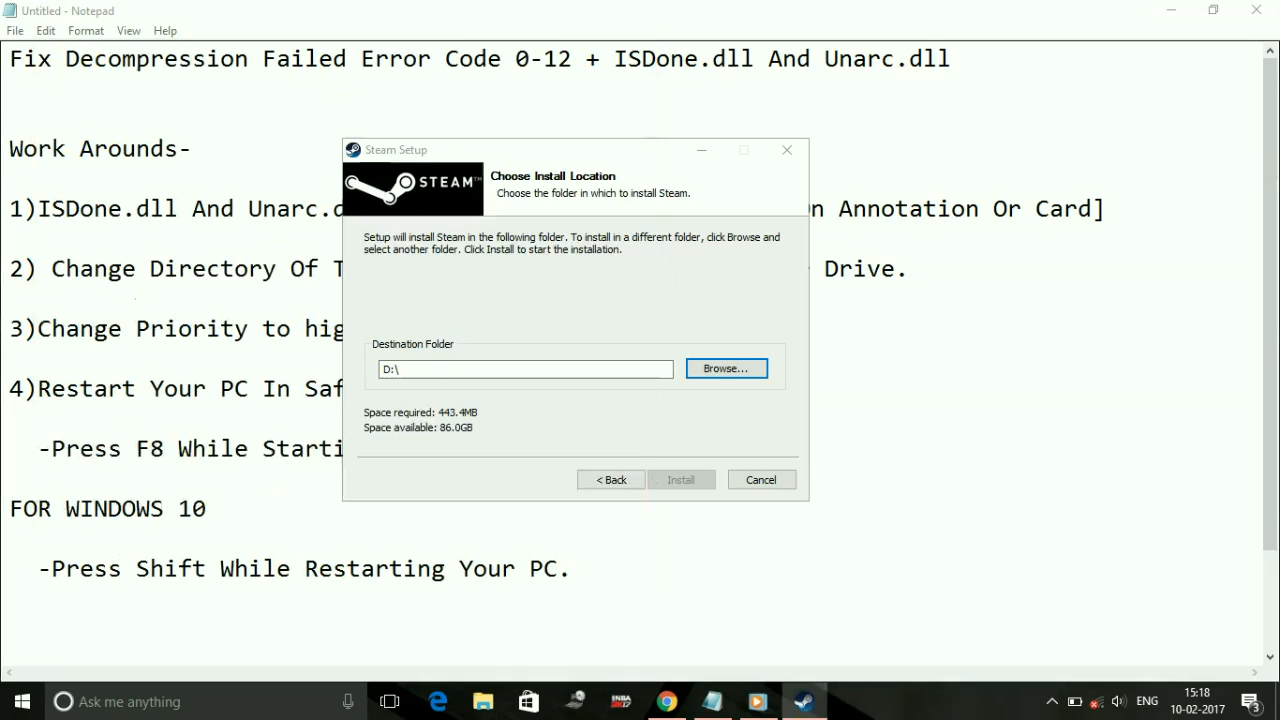 Untitled - Notepad
File Edit Format View Help
Fix Decompression Failed Error Code 0-12 + ISDone.dll And Unarc.dll
Work Arounds-
1)ISDone.dll And Annotation Or Card]
2) Change Directory Of Drive.
3)Change Priority to
4)Restart Your PC In
-Press F8 While
FOR WINDOWS 10
-Press Shift While Restarting Your PC.
Steam Setup
STEAM™
Choose Install Location
Choose the folder in which to install Steam.
Setup will install Steam in the following folder. To install in a different folder, click Browse and
select another folder. Click Install to start the installation.
Destination Folder
D:\
Browse...
Space required: 443.4MB
Space available: 86.0GB
< Back
Install
Cancel
Ask me anything
ENG
15:18
10-02-2017
3